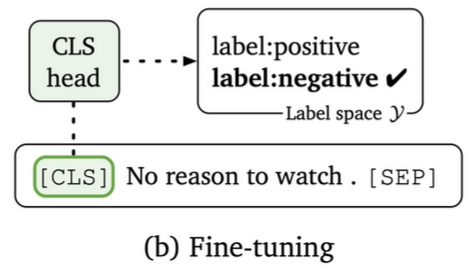 CLS
head
label:positive
label:negative ✔
Label space 𝒴
[CLS] No reason to watch . [SEP]
(b) Fine-tuning